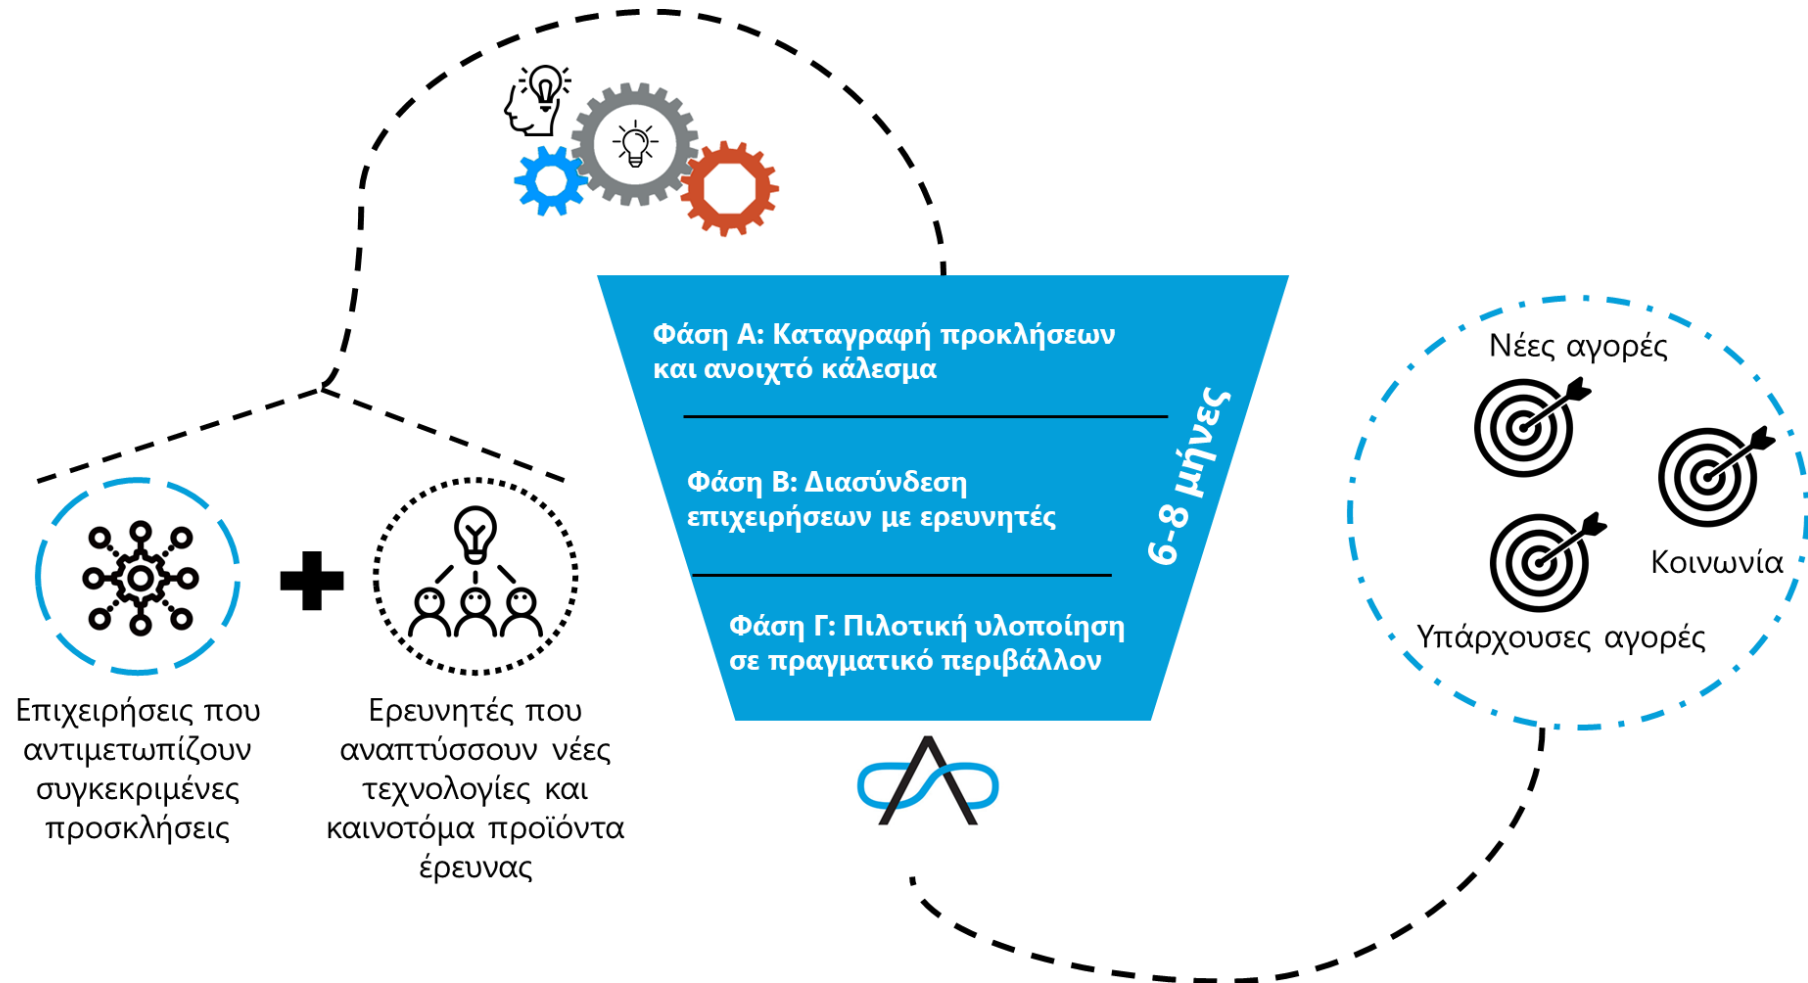 Επιχειρήσεις που
αντιμετωπίζουν
συγκεκριμένες
προσκλήσεις
Ερευνητές που
αναπτύσσουν νέες
τεχνολογίες και
καινοτόμα προϊόντα
έρευνας
Φάση Α: Καταγραφή προκλήσεων
και ανοιχτό κάλεσμα
Φάση Β: Διασύνδεση
επιχειρήσεων με ερευνητές
Φάση Γ: Πιλοτική υλοποίηση
σε πραγματικό περιβάλλον
6-8 μήνες
Νέες αγορές
Κοινωνία
Υπάρχουσες αγορές